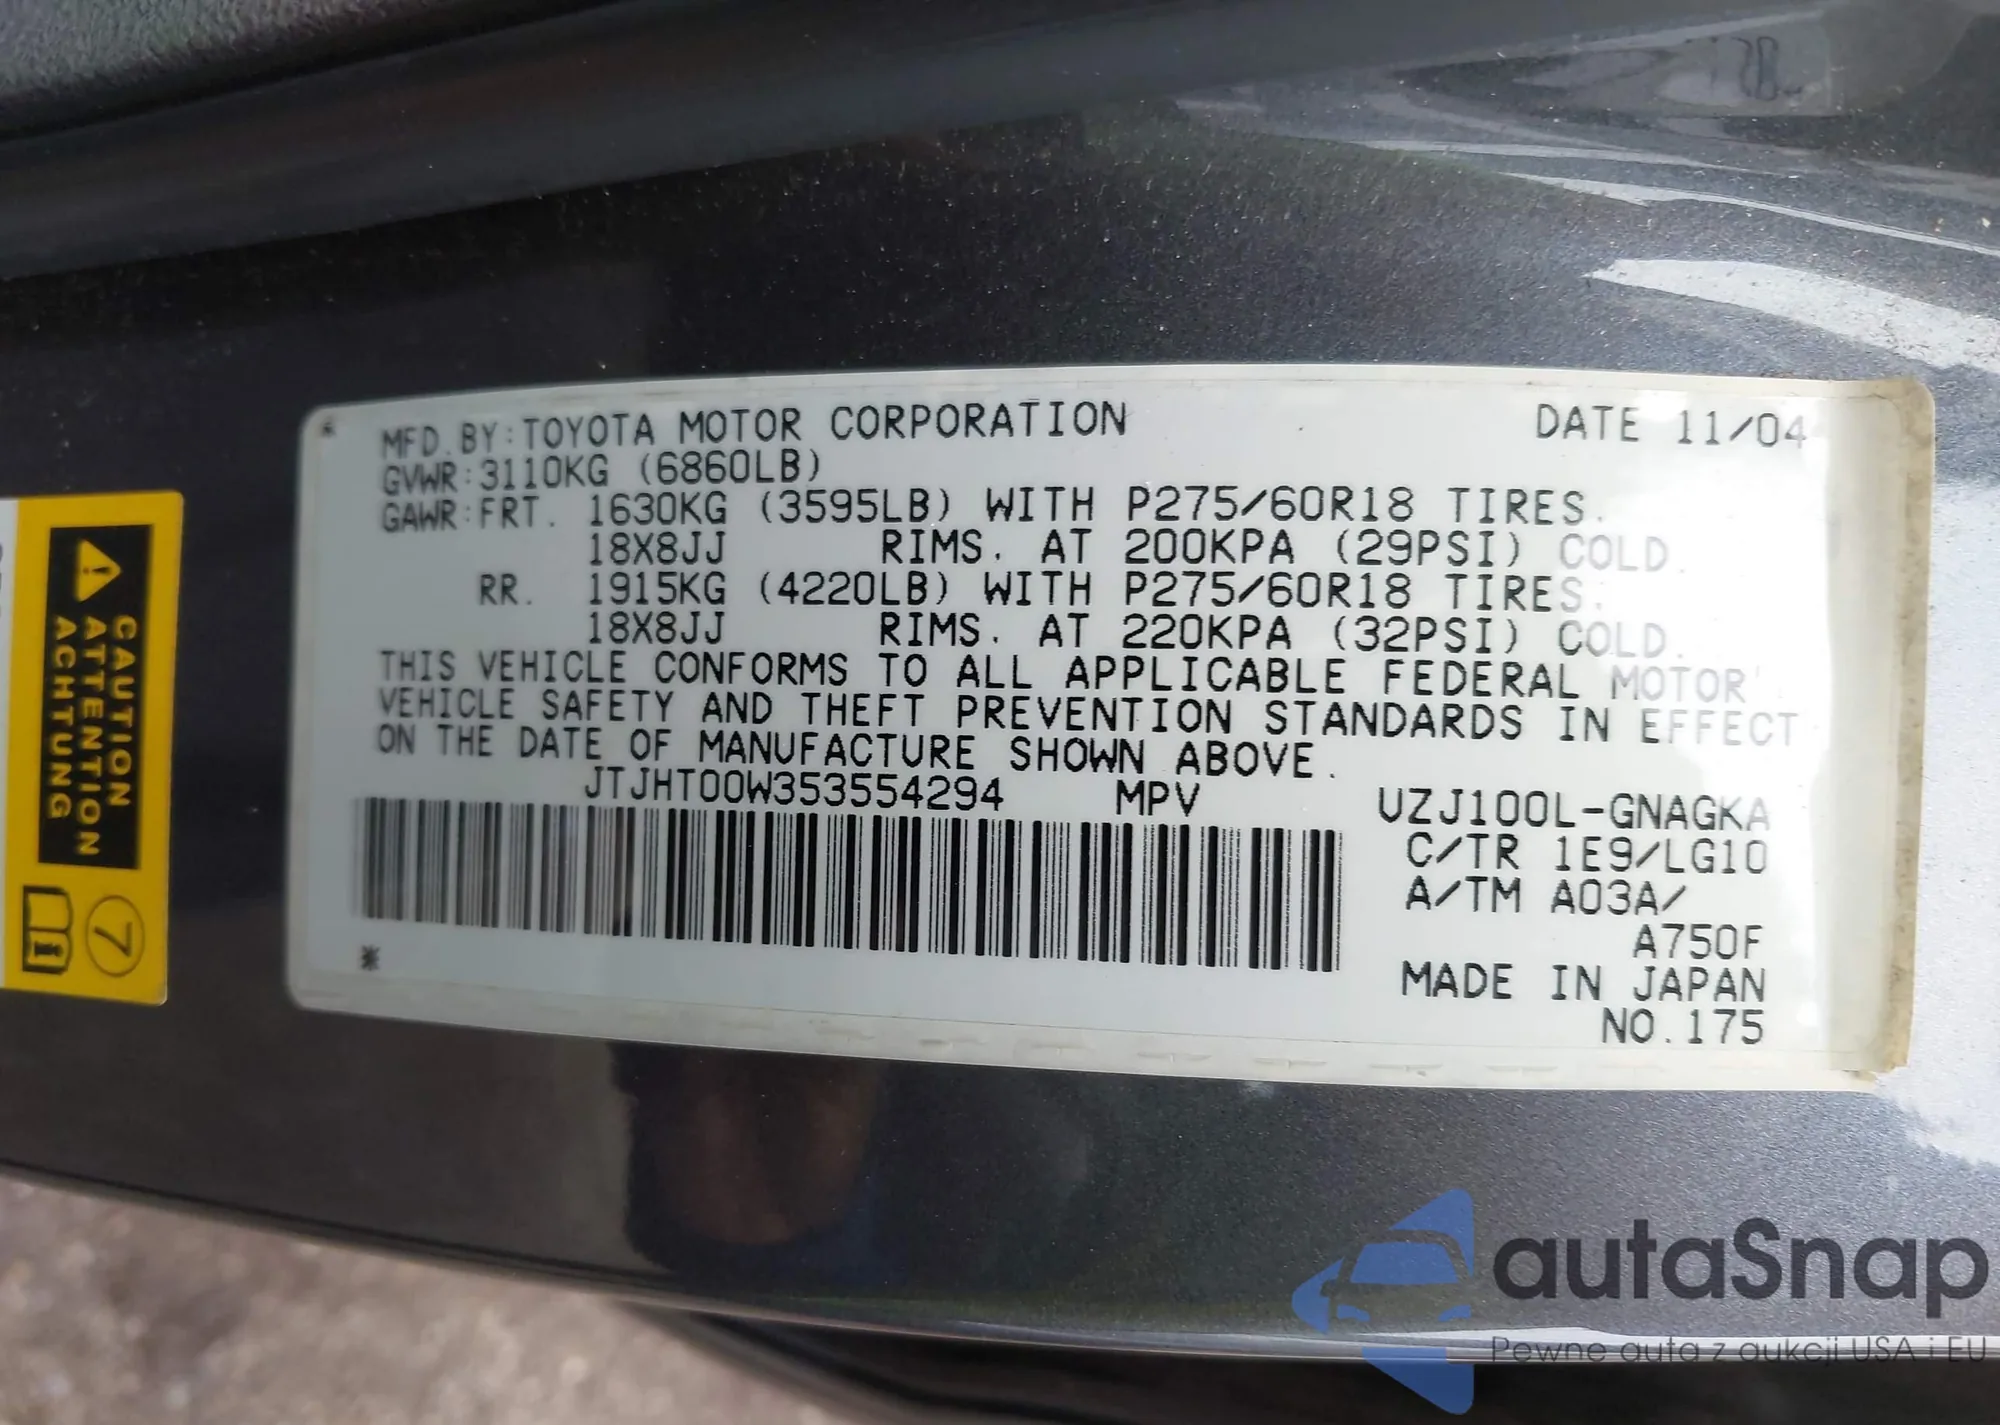 MFD.BY:TOYOTA MOTOR CORPORATION DATE 11/04
GVWR:3110KG (6860LB)
GAWR:FRT. 1630KG (3595LB) WITH P275/60R18 TIRES.
18X8JJ RIMS. AT 200KPA (29PSI) COLD.
RR. 1915KG (4220LB) WITH P275/60R18 TIRES.
18X8JJ RIMS. AT 220KPA (32PSI) COLD.
THIS VEHICLE CONFORMS TO ALL APPLICABLE FEDERAL MOTOR
VEHICLE SAFETY AND THEFT PREVENTION STANDARDS IN EFFECT
ON THE DATE OF MANUFACTURE SHOWN ABOVE.
JTJHT00W353554294 MPV
UZJ100L-GNAGKA
C/TR 1E9/LG10
A/TM A03A/
A750F
MADE IN JAPAN
NO.175
CAUTION
ATTENTION
ACHTUNG
7
autaSnap
Pewne auta z aukcji USA i EU